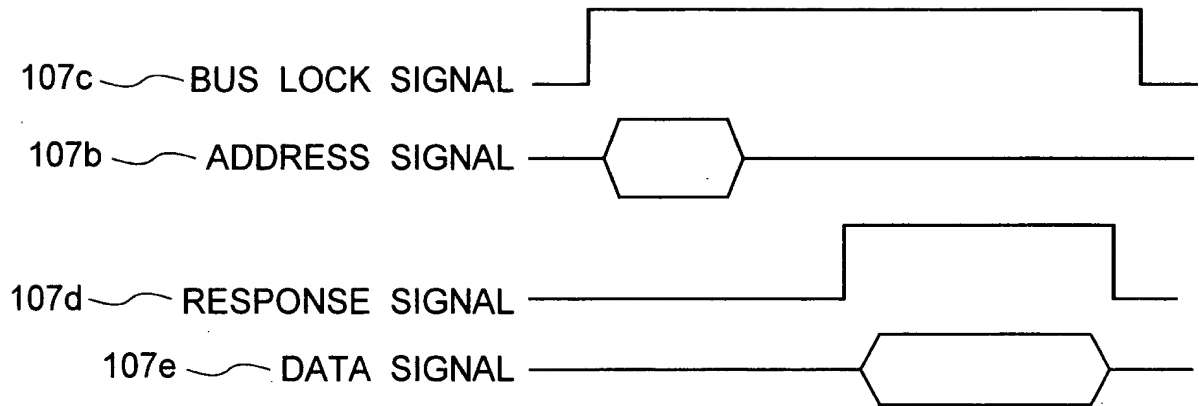 107c BUS LOCK SIGNAL
107b ADDRESS SIGNAL
107d RESPONSE SIGNAL
107e DATA SIGNAL